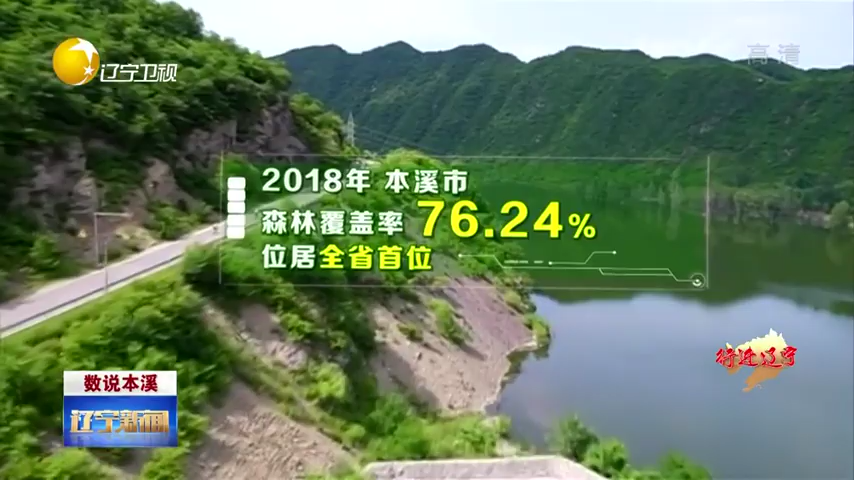 辽宁卫视
高清
2018年 本溪市
森林覆盖率 76.24%
位居全省首位
行进辽宁
数说本溪
辽宁新闻